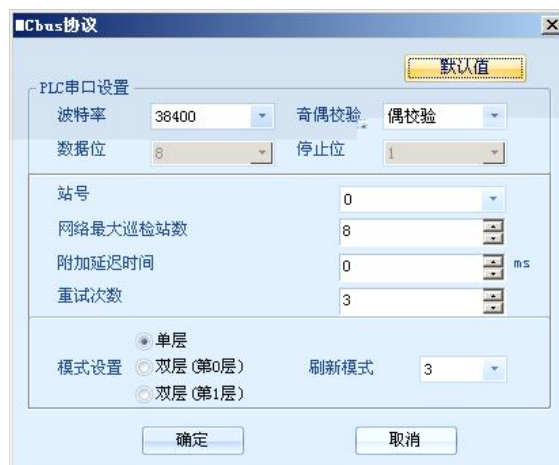 Cbus协议
默认值
PLC串口设置
波特率 38400 奇偶校验 偶校验
数据位 8 停止位 1
站号 0
网络最大巡检站数 8
附加延迟时间 0 ms
重试次数 3
单层
模式设置 双层(第0层) 刷新模式 3
双层(第1层)
确定 取消